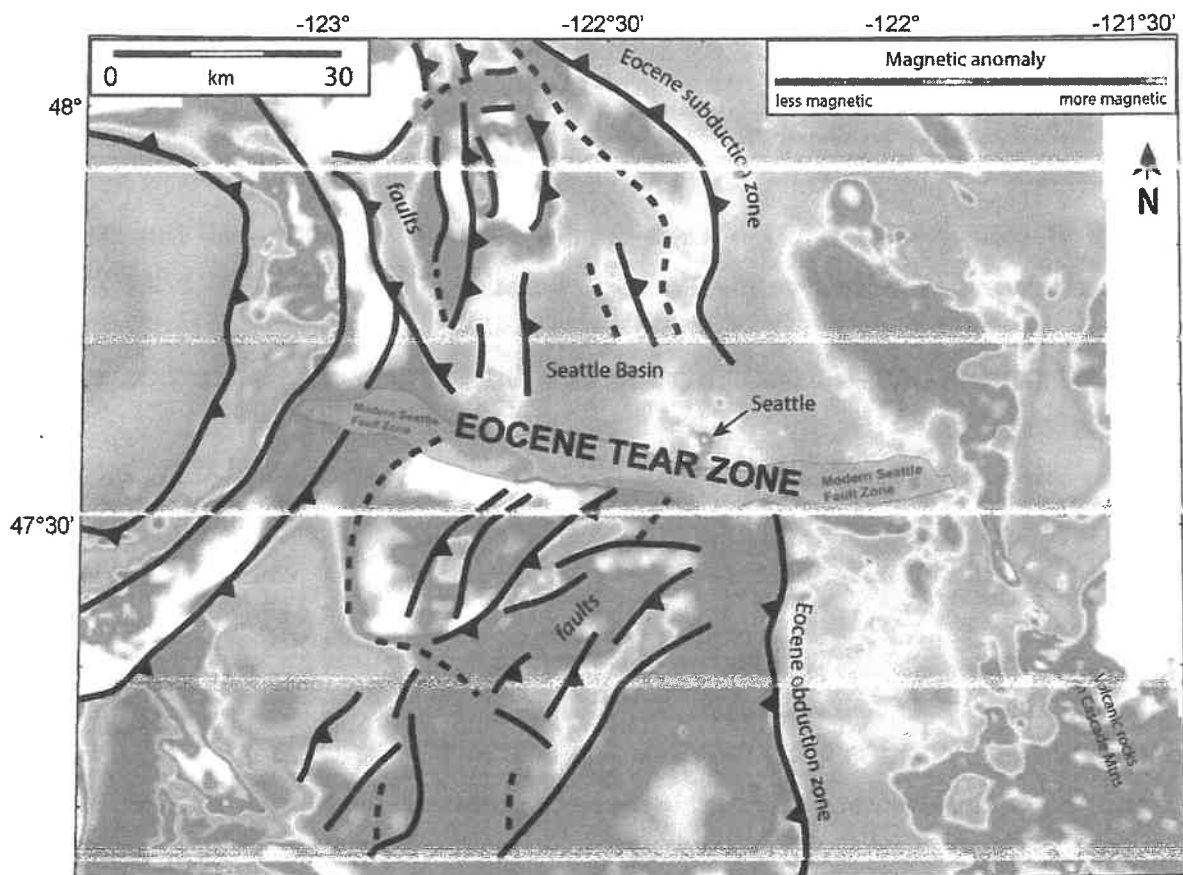 -123°
-122°30'
-122°
-121°30'
0
km
30
Magnetic anomaly
less magnetic
more magnetic
48°
N
Eocene subduction zone
faults
Seattle Basin
Seattle
Modern Seattle
Fault Zone
EOCENE TEAR ZONE
Modern Seattle
Fault Zone
47°30'
faults
Eocene obduction zone
Volcanic rocks
Cascade Mtns